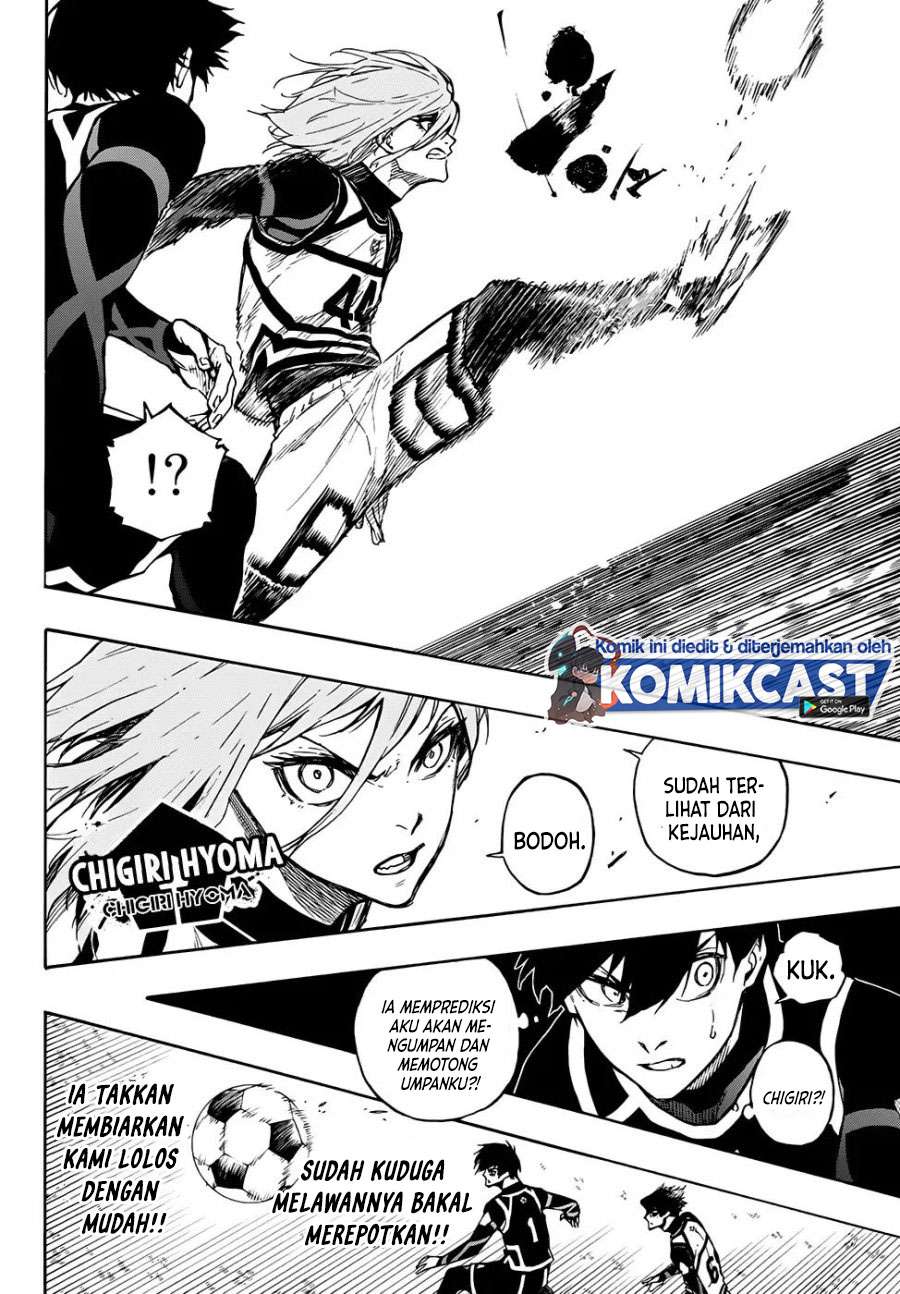 !?
44
Komik ini diedit & diterjemahkan oleh
KOMIKCAST
GET IT ON
Google Play
SUDAH TER-
LIHAT DARI
KEJAUHAN,
BODOH.
CHIGIRI HYOMA
CHIGIRI HYOMA
KUK.
CHIGIRI?!
IA MEMPREDIKSI
AKU AKAN ME-
NGUMPAN DAN
MEMOTONG
UMPANKU?!
IA TAKKAN
MEMBIARKAN
KAMI LOLOS
DENGAN
MUDAH!!
SUDAH KUDUGA
MELAWANNYA BAKAL
MEREPOTKAN!!
1
6